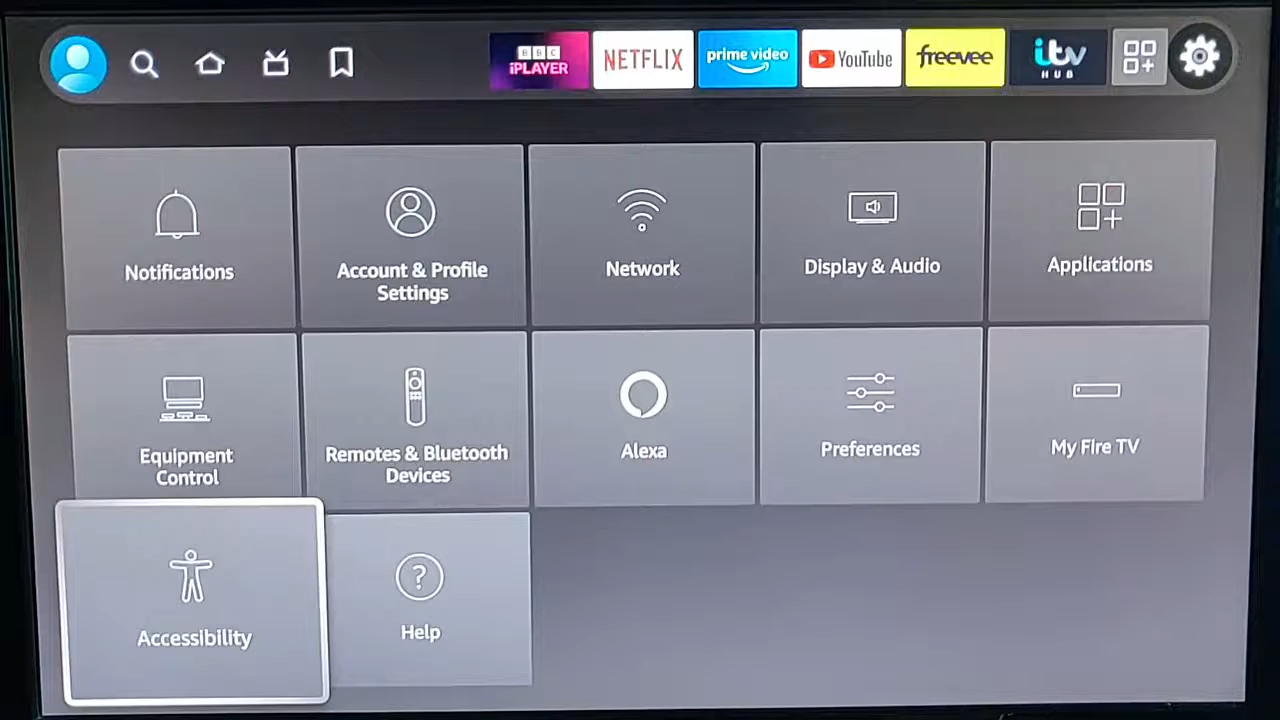 BBC
iPLAYER
NETFLIX
prime video
YouTube
freevee
itv
HUB
Notifications
Account & Profile
Settings
Network
Display & Audio
Applications
Equipment
Control
Remotes & Bluetooth
Devices
Alexa
Preferences
My Fire TV
Accessibility
?
Help